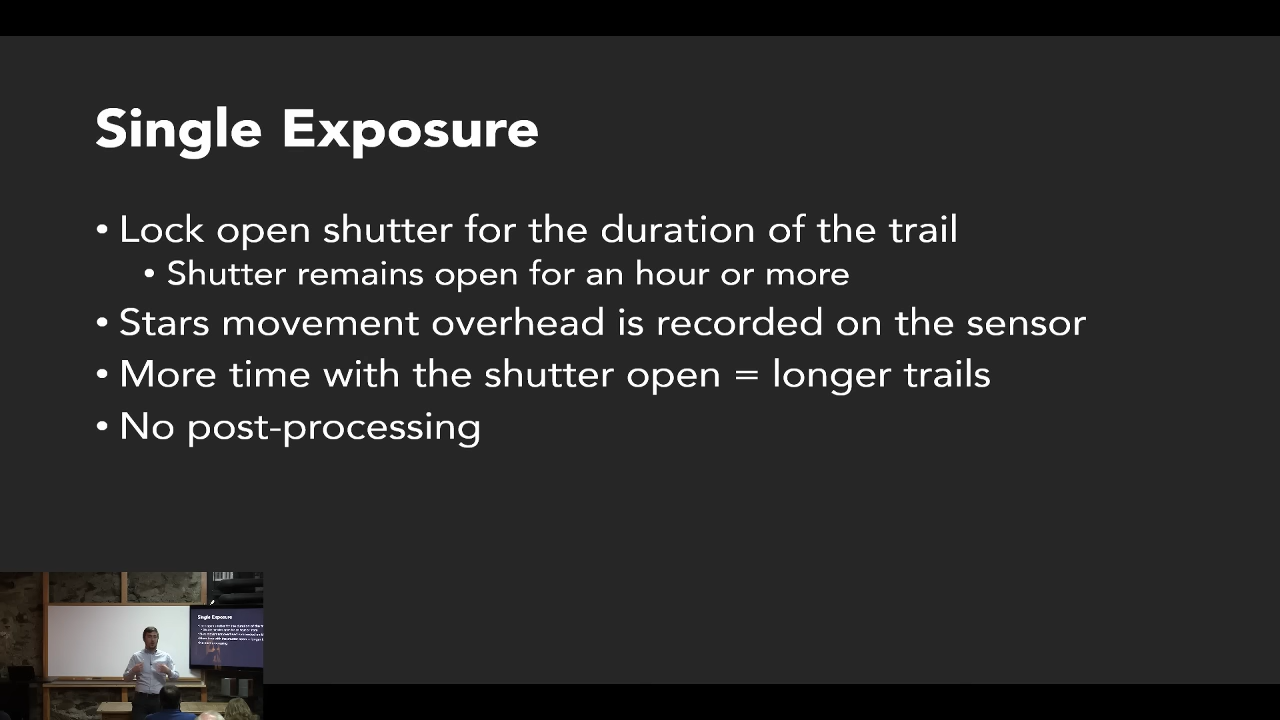 Single Exposure
• Lock open shutter for the duration of the trail
• Shutter remains open for an hour or more
• Stars movement overhead is recorded on the sensor
• More time with the shutter open = longer trails
• No post-processing
Single Exposure